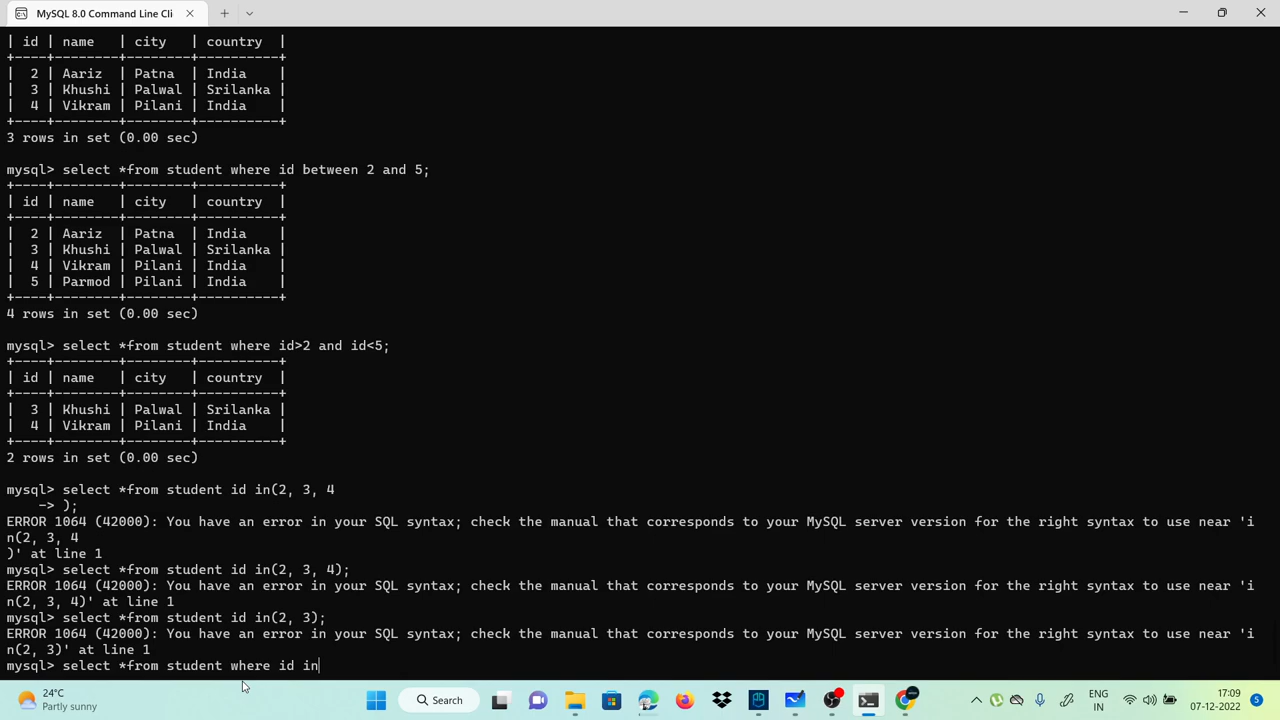 MySQL 8.0 Command Line Cli
| id | name   | city   | country  |
+----+--------+--------+----------+
|  2 | Aariz  | Patna  | India    |
|  3 | Khushi | Palwal | Srilanka |
|  4 | Vikram | Pilani | India    |
+----+--------+--------+----------+
3 rows in set (0.00 sec)
mysql> select *from student where id between 2 and 5;
+----+--------+--------+----------+
| id | name   | city   | country  |
+----+--------+--------+----------+
|  2 | Aariz  | Patna  | India    |
|  3 | Khushi | Palwal | Srilanka |
|  4 | Vikram | Pilani | India    |
|  5 | Parmod | Pilani | India    |
+----+--------+--------+----------+
4 rows in set (0.00 sec)
mysql> select *from student where id>2 and id<5;
+----+--------+--------+----------+
| id | name   | city   | country  |
+----+--------+--------+----------+
|  3 | Khushi | Palwal | Srilanka |
|  4 | Vikram | Pilani | India    |
+----+--------+--------+----------+
2 rows in set (0.00 sec)
mysql> select *from student id in(2, 3, 4
    -> );
ERROR 1064 (42000): You have an error in your SQL syntax; check the manual that corresponds to your MySQL server version for the right syntax to use near 'i
n(2, 3, 4
)' at line 1
mysql> select *from student id in(2, 3, 4);
ERROR 1064 (42000): You have an error in your SQL syntax; check the manual that corresponds to your MySQL server version for the right syntax to use near 'i
n(2, 3, 4)' at line 1
mysql> select *from student id in(2, 3);
ERROR 1064 (42000): You have an error in your SQL syntax; check the manual that corresponds to your MySQL server version for the right syntax to use near 'i
n(2, 3)' at line 1
mysql> select *from student where id in
24°C
Partly sunny
Search
ENG
IN
17:09
07-12-2022
5